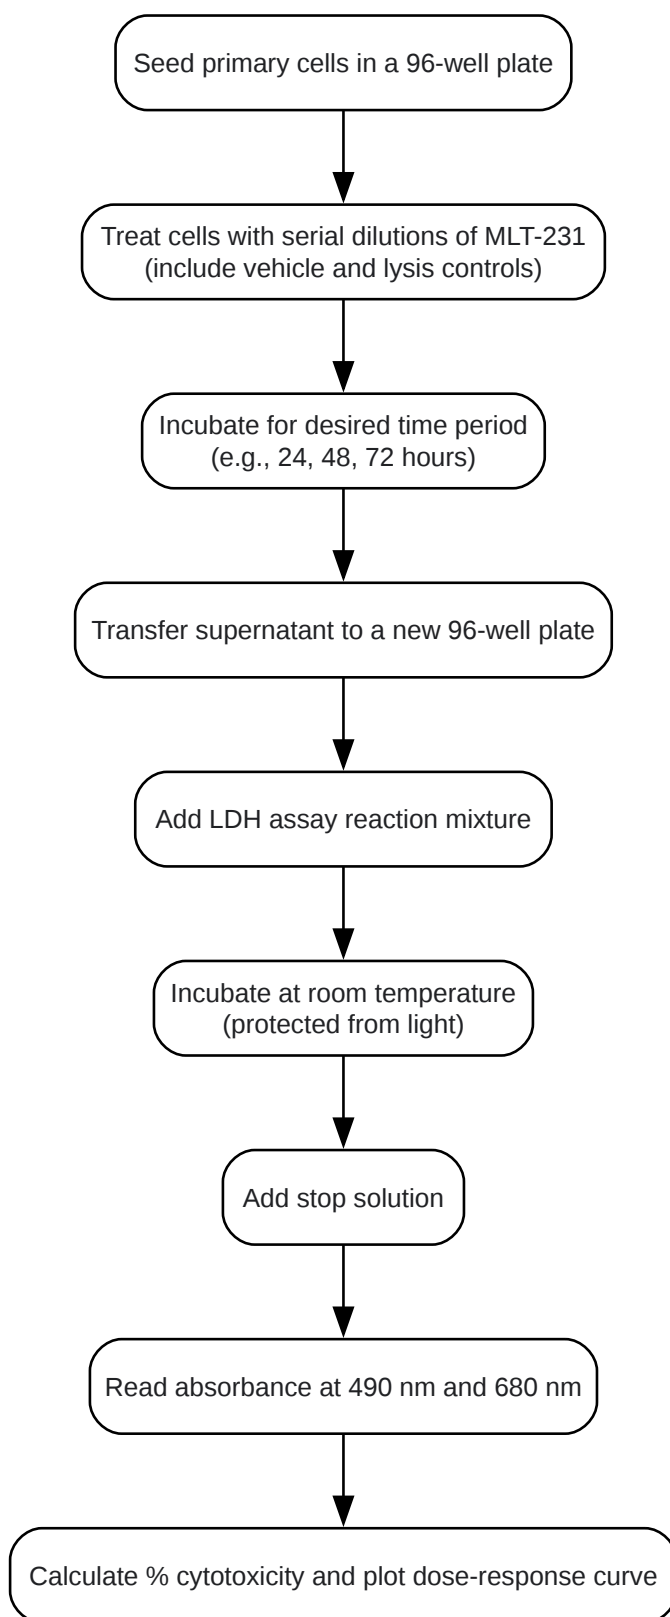 Seed primary cells in a 96-well plate
Treat cells with serial dilutions of MLT-231
(include vehicle and lysis controls)
Incubate for desired time period
(e.g., 24, 48, 72 hours)
Transfer supernatant to a new 96-well plate
Add LDH assay reaction mixture
Incubate at room temperature
(protected from light)
Add stop solution
Read absorbance at 490 nm and 680 nm
Calculate % cytotoxicity and plot dose-response curve